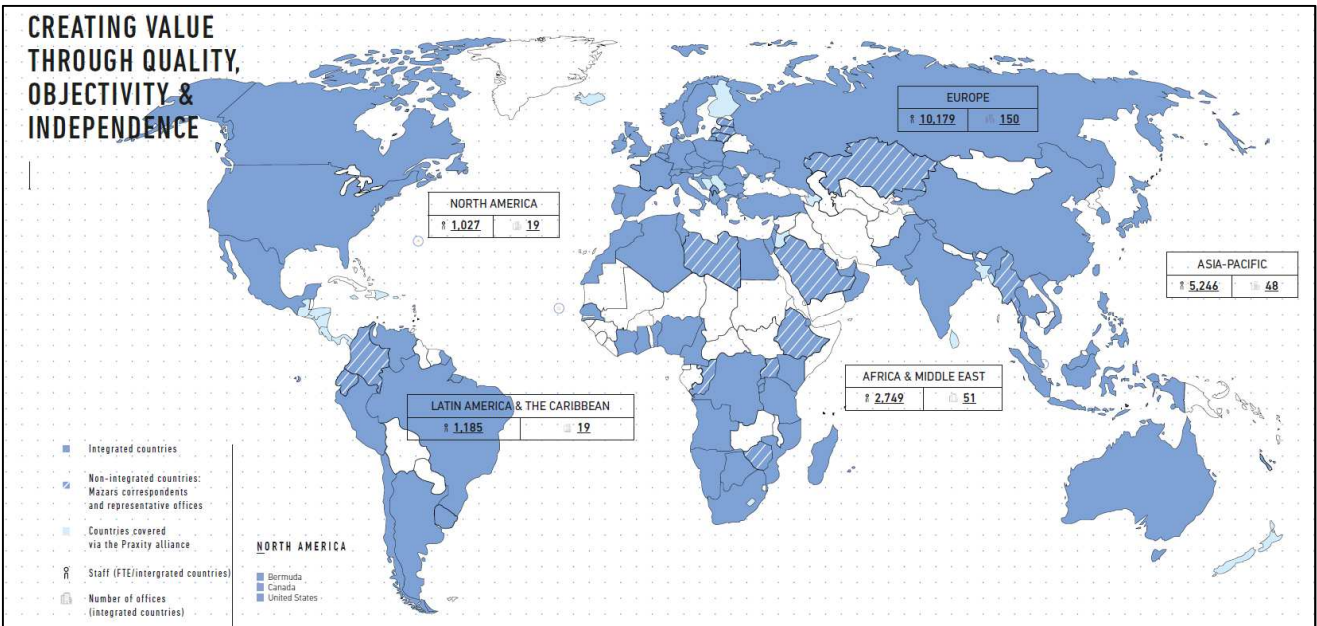 CREATING VALUE
THROUGH QUALITY,
OBJECTIVITY &
INDEPENDENCE
EUROPE
10,179 150
NORTH AMERICA
1,027 19
ASIA-PACIFIC
5,246 48
AFRICA & MIDDLE EAST
2,749 51
LATIN AMERICA & THE CARIBBEAN
1,185 19
Integrated countries
Non-integrated countries:
Mazars correspondents
and representative offices
Countries covered
via the Praxity alliance
Staff (FTE/intergrated countries)
Number of offices
(integrated countries)
NORTH AMERICA
Bermuda
Canada
United States